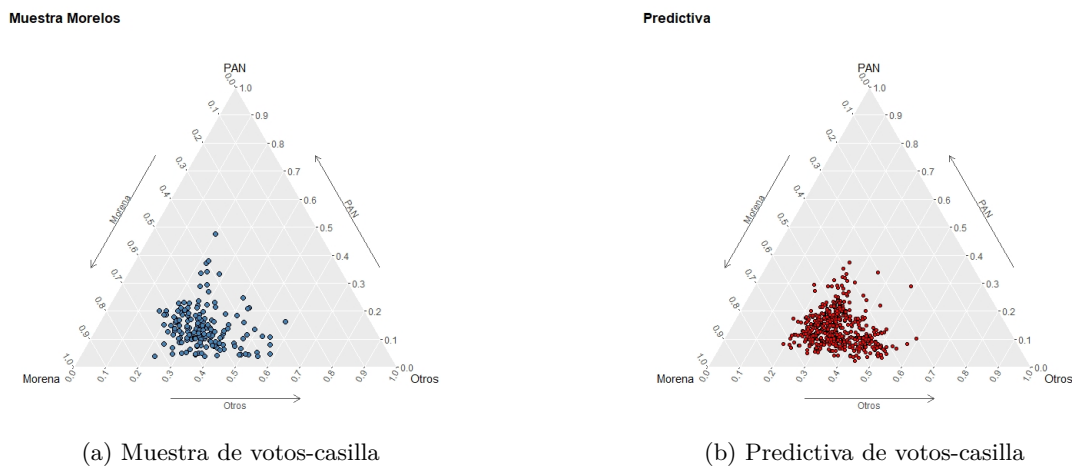 Muestra Morelos
PAN
0.0 1.0
0.1 0.9
0.2 0.8
0.3 0.7
0.4 0.6
0.5 0.5
0.6 0.4
0.7 0.3
0.8 0.2
0.9 0.1
1.0 0.0
Morena
PAN
Morena Otros
0.0 0.1 0.2 0.3 0.4 0.5 0.6 0.7 0.8 0.9 1.0
Otros
(a) Muestra de votos-casilla
Predictiva
PAN
0.0 1.0
0.1 0.9
0.2 0.8
0.3 0.7
0.4 0.6
0.5 0.5
0.6 0.4
0.7 0.3
0.8 0.2
0.9 0.1
1.0 0.0
Morena
PAN
Morena Otros
0.0 0.1 0.2 0.3 0.4 0.5 0.6 0.7 0.8 0.9 1.0
Otros
(b) Predictiva de votos-casilla